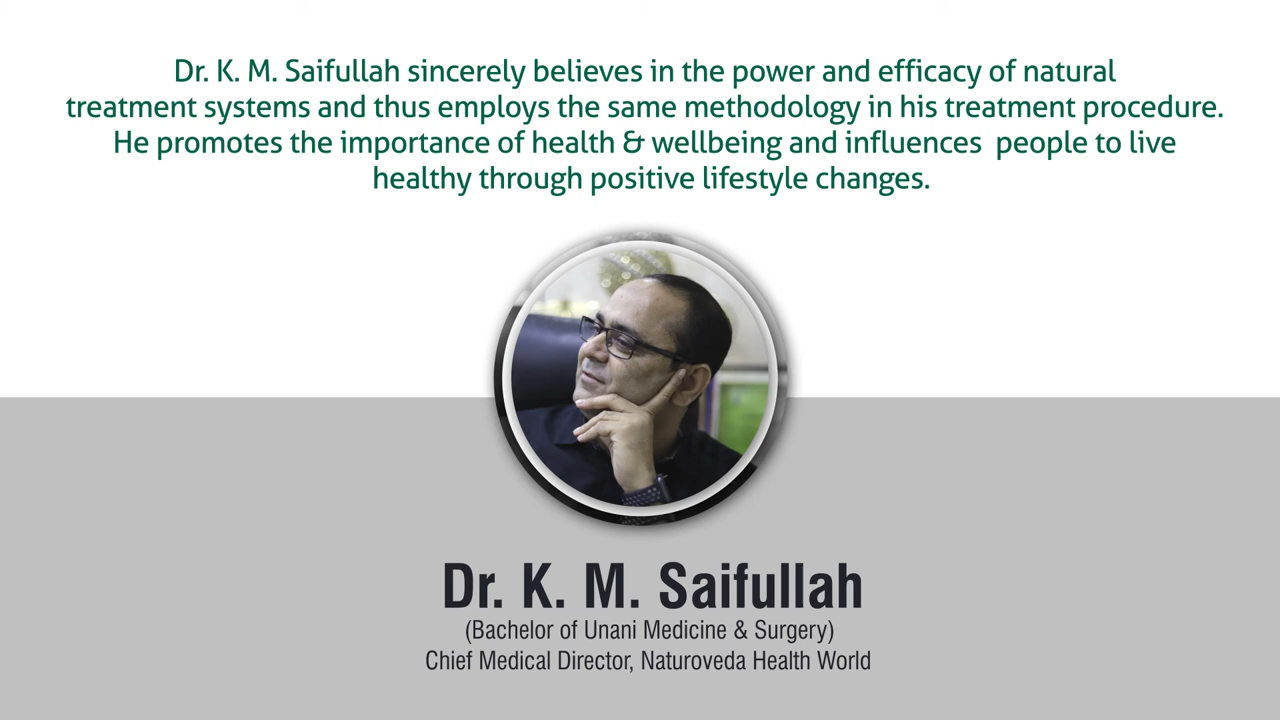 Dr. K. M. Saifullah sincerely believes in the power and efficacy of natural
treatment systems and thus employs the same methodology in his treatment procedure.
He promotes the importance of health & wellbeing and influences  people to live
healthy through positive lifestyle changes.
Dr. K. M. Saifullah
(Bachelor of Unani Medicine & Surgery)
Chief Medical Director, Naturoveda Health World